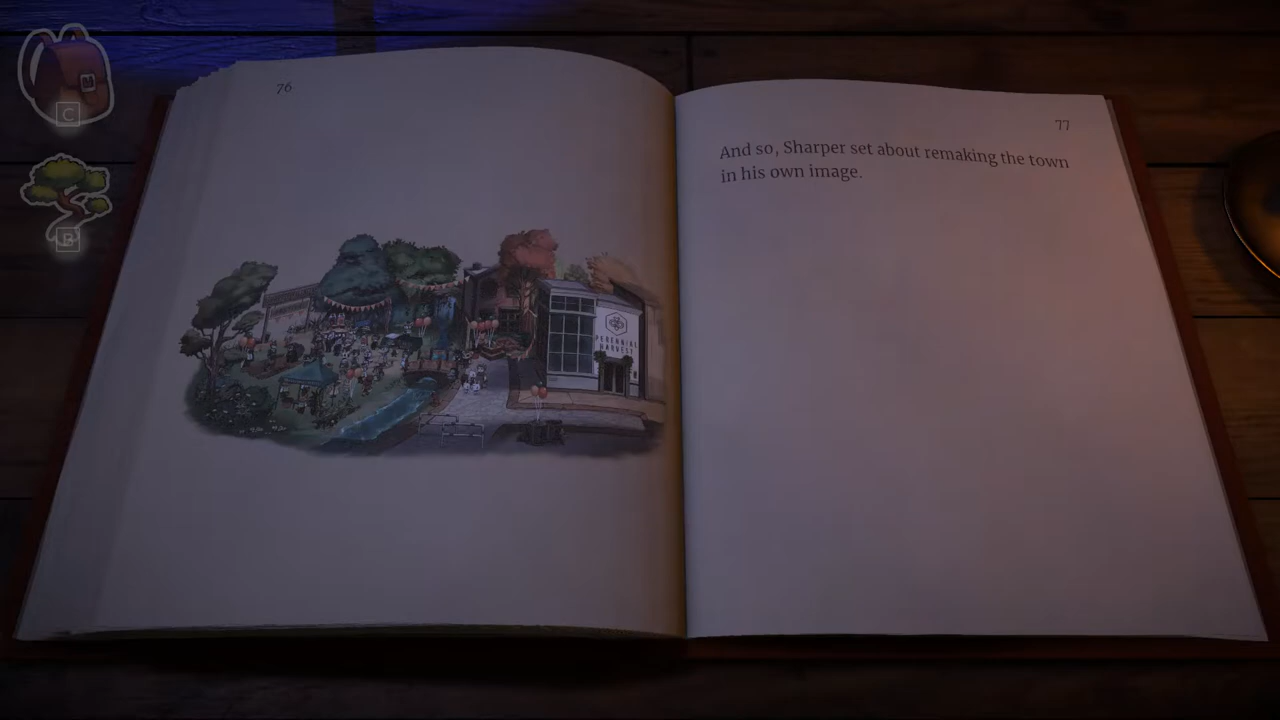 C
B
76
PERENNIAL
HARVEST
77
And so, Sharper set about remaking the town
in his own image.